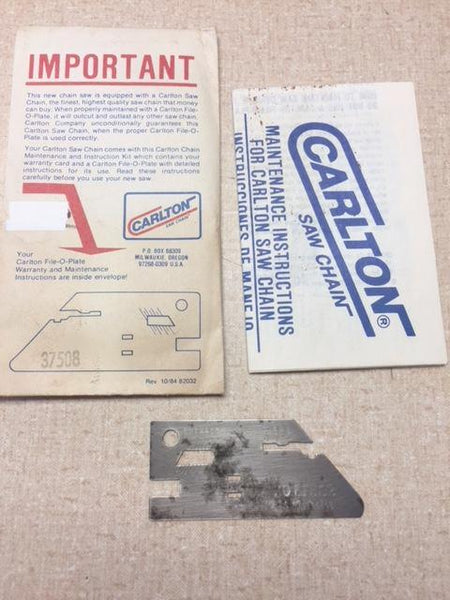 IMPORTANT
This new chain saw is equipped with a Carlton Saw
Chain, the finest, highest quality saw chain that money
can buy. When properly maintained with a Carlton File-
O-Plate, it will outcut and outlast any other saw chain.
Carlton Company unconditionally guarantees this
Carlton Saw Chain, when the proper Carlton File-O-
Plate is used correctly.
Your Carlton Saw Chain comes with this Carlton Chain
Maintenance and Instruction Kit which contains your
warranty card and a Carlton File-O-Plate with detailed
instructions for its use. Read these instructions
carefully before you use your new saw.
CARLTON
SAW CHAIN
P.O. BOX 68309
MILWAUKIE, OREGON
97268-0309 U.S.A.
Your
Carlton File-O-Plate
Warranty and Maintenance
Instructions are inside envelope!
37508
Rev 10/84 82032
CARLTON®
SAW CHAIN
MAINTENANCE INSTRUCTIONS
FOR CARLTON SAW CHAIN
INSTRUCCIONES DE MANEJO